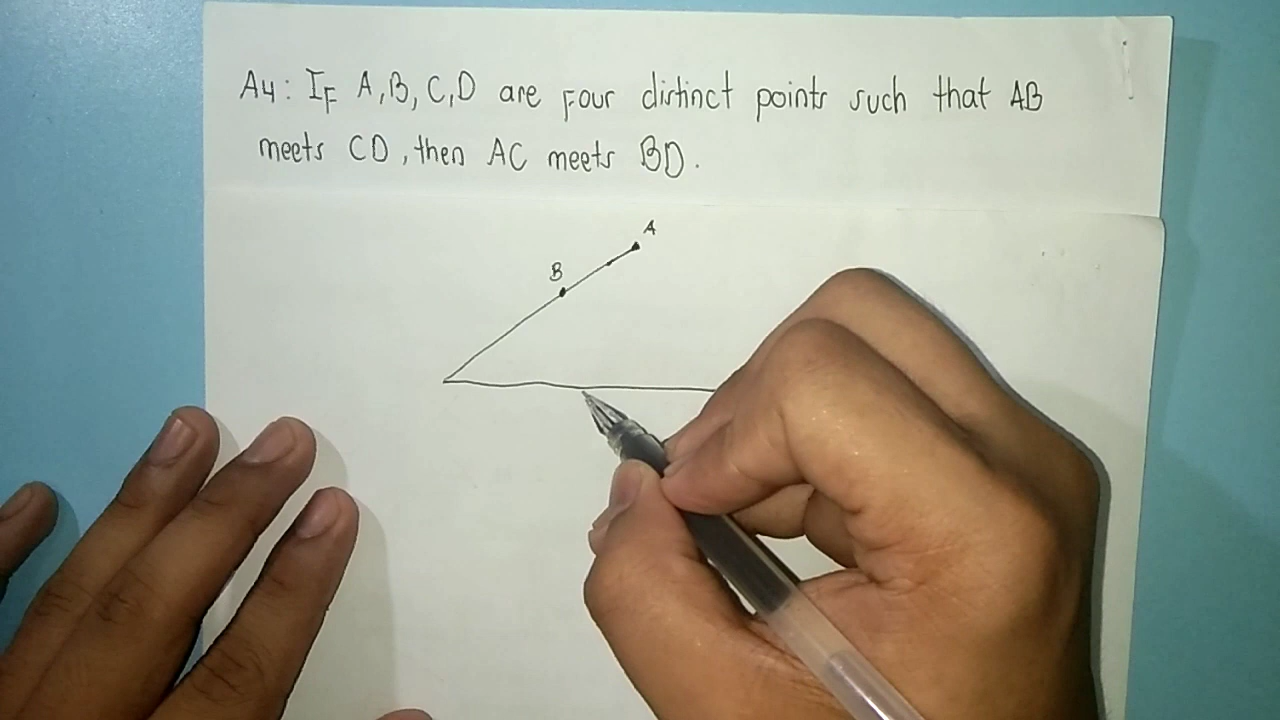 A4: IF A,B, C,D are Four distinct points such that AB
meets CD, then AC meets BD.
A
B